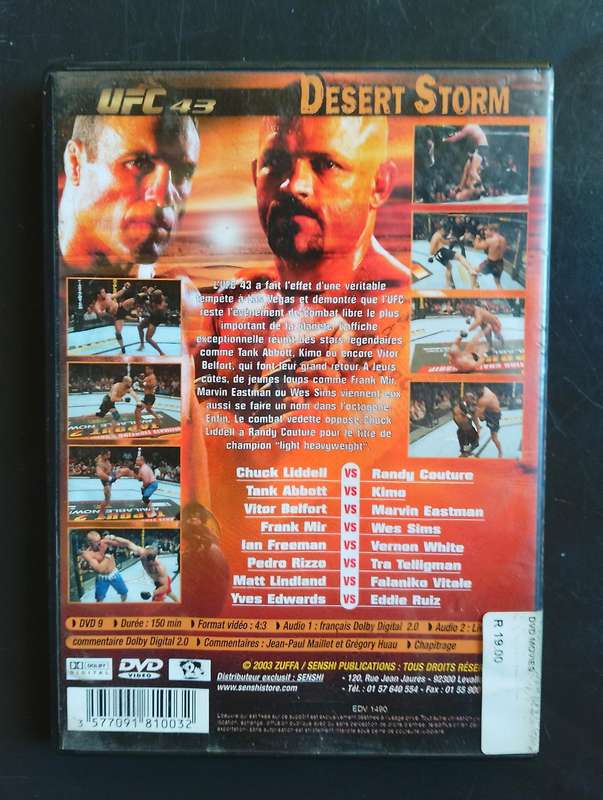 UFC 43 DESERT STORM
L'UFC 43 a fait l'effet d'une véritable
tempête à Las Vegas et démontré que l'UFC
reste l'évènement de combat libre le plus
important de la planète. L'affiche
exceptionnelle réunit des stars légendaires
comme Tank Abbott, Kimo ou encore Vitor
Belfort, qui font leur grand retour. A leurs
côtés, de jeunes loups comme Frank Mir,
Marvin Eastman ou Wes Sims viennent eux
aussi se faire un nom dans l'octogone.
Enfin, Le combat vedette oppose Chuck
Liddell à Randy Couture pour le titre de
champion "light heavyweight".
Chuck Liddell VS Randy Couture
Tank Abbott VS Kimo
Vitor Belfort VS Marvin Eastman
Frank Mir VS Wes Sims
Ian Freeman VS Vernon White
Pedro Rizzo VS Tra Telligman
Matt Lindland VS Falaniko Vitale
Yves Edwards VS Eddie Ruiz
DVD 9 Durée : 150 min Format vidéo : 4:3 Audio 1 : français Dolby Digital 2.0 Audio 2 :
commentaire Dolby Digital 2.0 Commentaires : Jean-Paul Maillet et Grégory Huau Chapitrage
DOLBY
DIGITAL
DVD
VIDEO
© 2003 ZUFFA / SENSHI PUBLICATIONS : TOUS DROITS
Distributeur exclusif : SENSHI - 120, Rue Jean Jaurès - 92300
www.senshistore.com - Tél. : 01 57 640 554 - Fax : 01 55 900
3 577091 810032
EDV 1490
DVD MOVIES
R 19.00